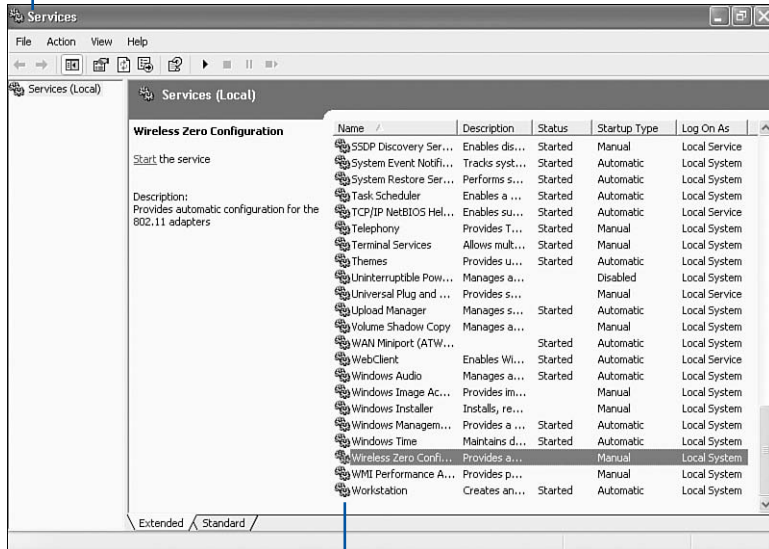 Services
File Action View Help
Services (Local)
Services (Local)
Wireless Zero Configuration
Start the service
Description:
Provides automatic configuration for the
802.11 adapters
Name Description Status Startup Type Log On As
SSDP Discovery Ser... Enables dis... Started Manual Local Service
System Event Notifi... Tracks syst... Started Automatic Local System
System Restore Ser... Performs s... Started Automatic Local System
Task Scheduler Enables a ... Started Automatic Local System
TCP/IP NetBIOS Hel... Enables su... Started Automatic Local Service
Telephony Provides T... Started Manual Local System
Terminal Services Allows mult... Started Manual Local System
Themes Provides u... Started Automatic Local System
Uninterruptible Pow... Manages a... Disabled Local System
Universal Plug and ... Provides s... Manual Local Service
Upload Manager Manages s... Started Automatic Local System
Volume Shadow Copy Manages a... Manual Local System
WAN Miniport (ATW... Started Automatic Local System
WebClient Enables Wi... Started Automatic Local Service
Windows Audio Manages a... Started Automatic Local System
Windows Image Ac... Provides im... Manual Local System
Windows Installer Installs, re... Manual Local System
Windows Managem... Provides a ... Started Automatic Local System
Windows Time Maintains d... Started Automatic Local System
Wireless Zero Confi... Provides a... Manual Local System
WMI Performance A... Provides p... Manual Local System
Workstation Creates an... Started Automatic Local System
Extended Standard